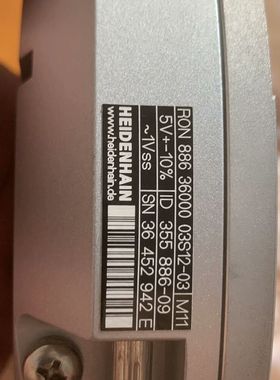 RON 886 36000 03S12-03 M11
5V+-10% ID 355 886-09
~1Vss SN 36 452 942 E
HEIDENHAIN
www.heidenhain.de